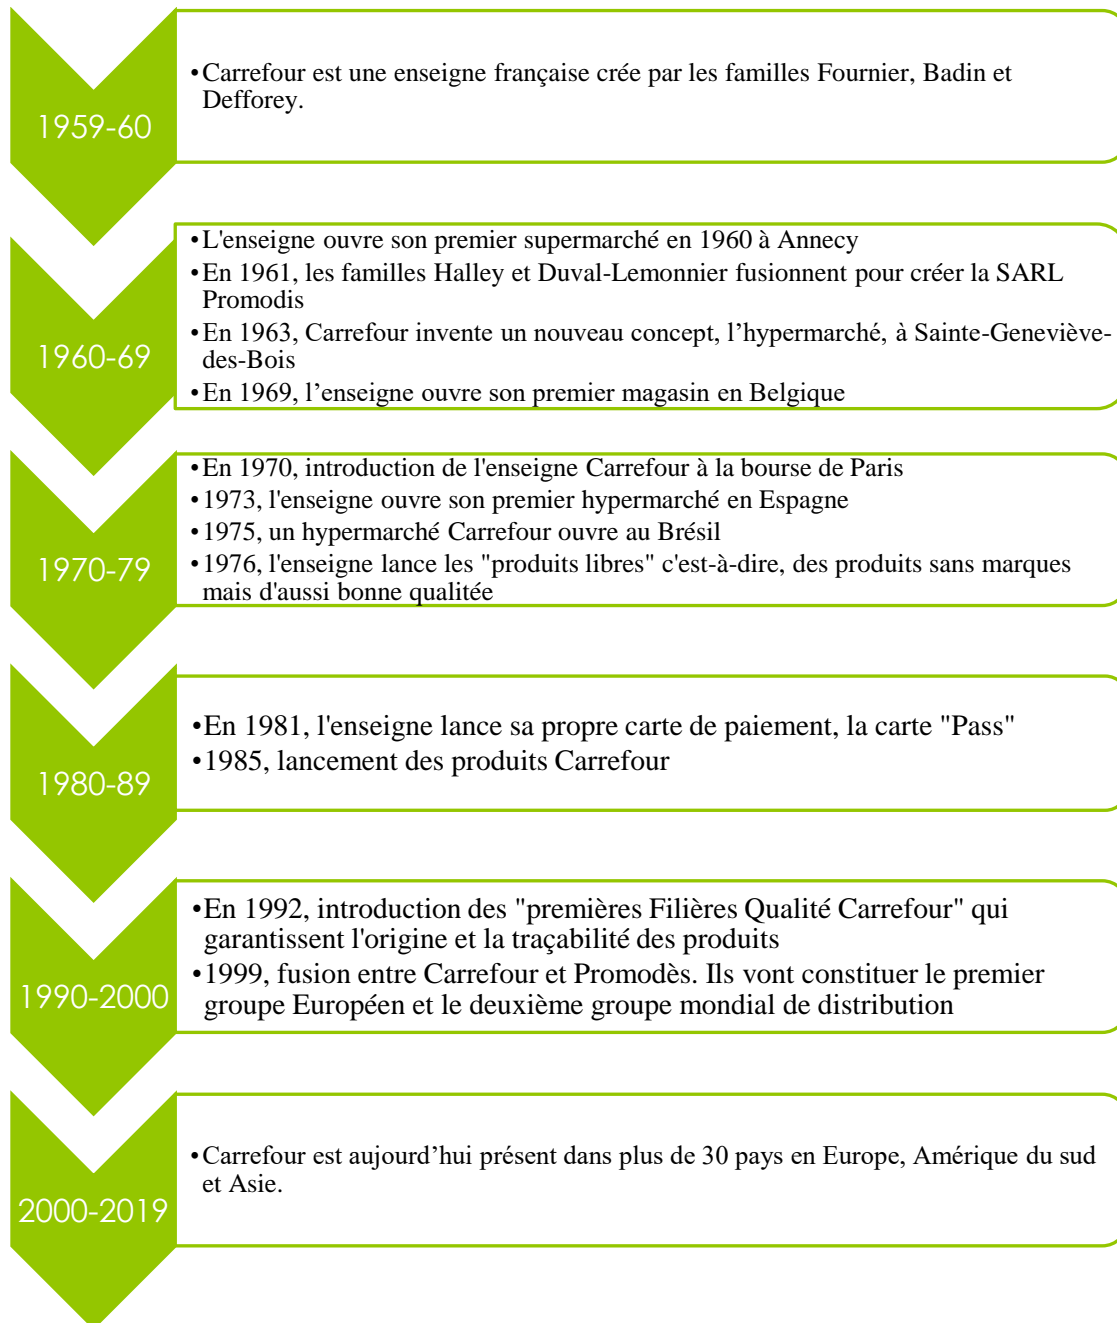 1959-60
•Carrefour est une enseigne française crée par les familles Fournier, Badin et
Defforey.
1960-69
•L'enseigne ouvre son premier supermarché en 1960 à Annecy
•En 1961, les familles Halley et Duval-Lemonnier fusionnent pour créer la SARL
Promodis
•En 1963, Carrefour invente un nouveau concept, l’hypermarché, à Sainte-Geneviève-
des-Bois
•En 1969, l’enseigne ouvre son premier magasin en Belgique
1970-79
•En 1970, introduction de l'enseigne Carrefour à la bourse de Paris
•1973, l'enseigne ouvre son premier hypermarché en Espagne
•1975, un hypermarché Carrefour ouvre au Brésil
•1976, l'enseigne lance les "produits libres" c'est-à-dire, des produits sans marques
mais d'aussi bonne qualitée
1980-89
•En 1981, l'enseigne lance sa propre carte de paiement, la carte "Pass"
•1985, lancement des produits Carrefour
1990-2000
•En 1992, introduction des "premières Filières Qualité Carrefour" qui
garantissent l'origine et la traçabilité des produits
•1999, fusion entre Carrefour et Promodès. Ils vont constituer le premier
groupe Européen et le deuxième groupe mondial de distribution
2000-2019
•Carrefour est aujourd’hui présent dans plus de 30 pays en Europe, Amérique du sud
et Asie.